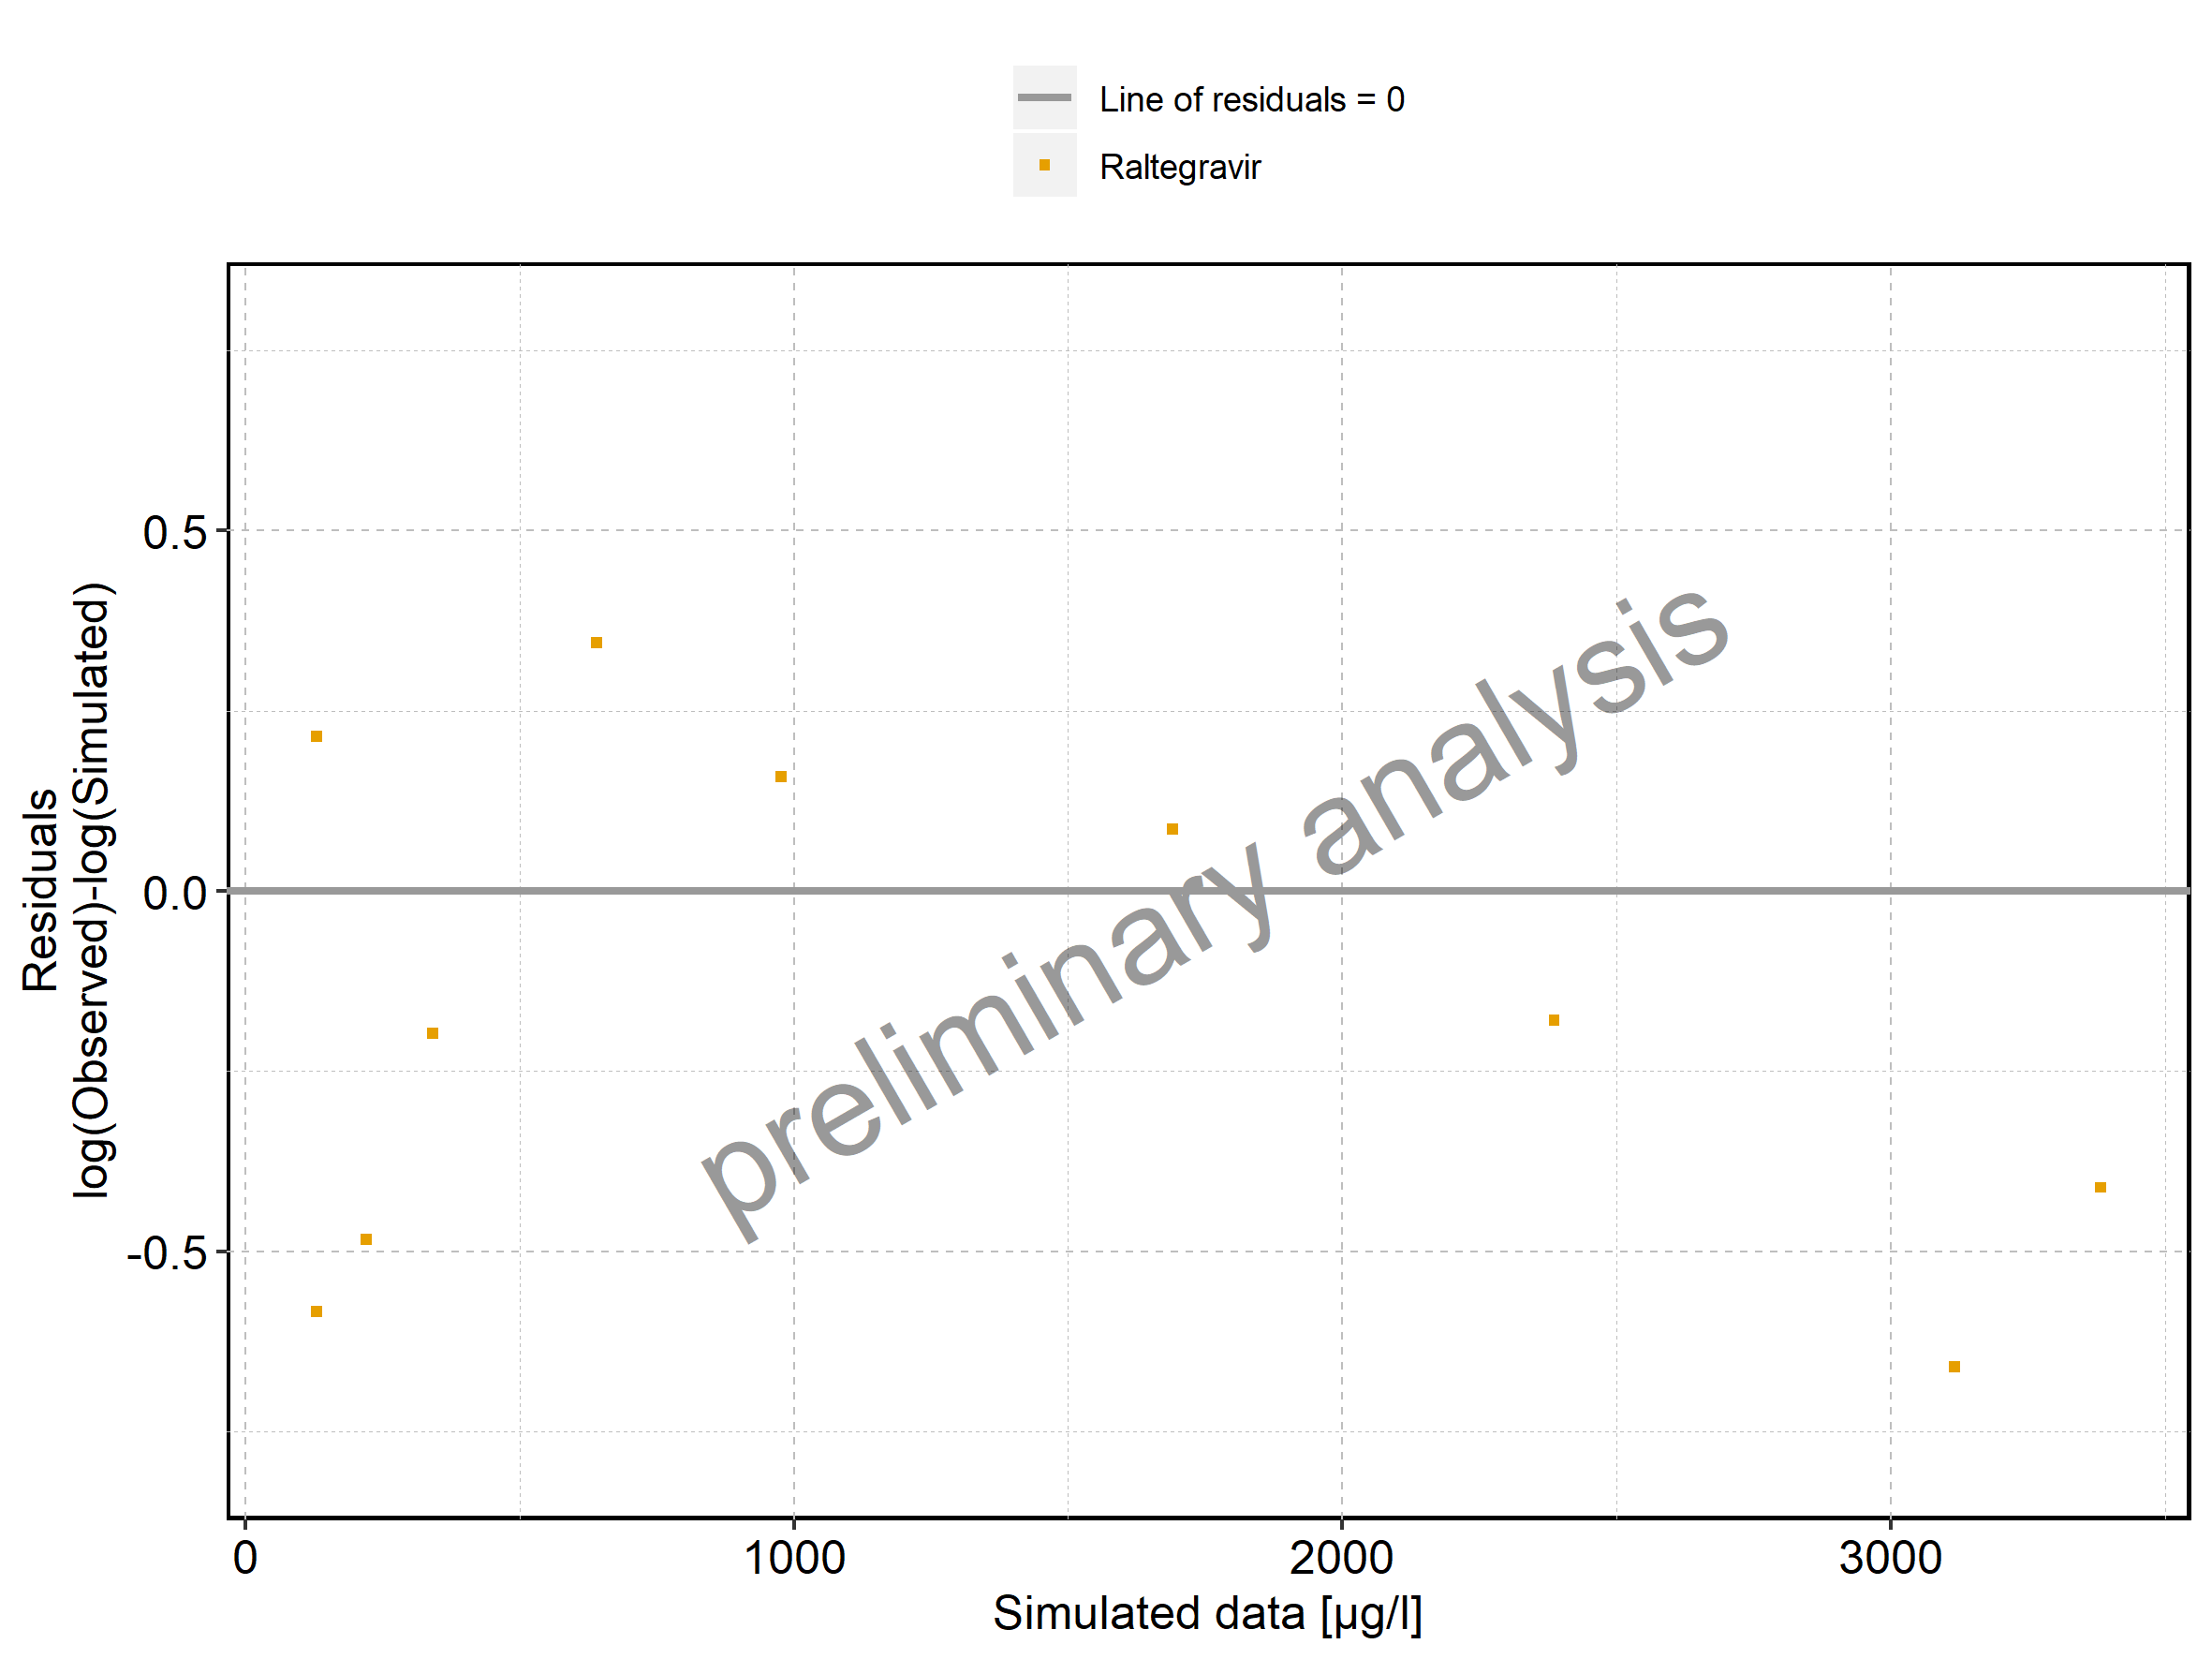 Line of residuals = 0
Raltegravir
Residuals
log(Observed)-log(Simulated)
0.5
0.0
-0.5
preliminary analysis
0 1000 2000 3000
Simulated data [µg/l]